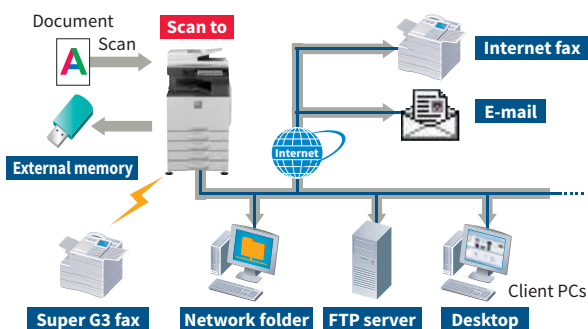 Document
Scan to
Scan
A
Internet fax
E-mail
Internet
External memory
Client PCs
Super G3 fax
Network folder
FTP server
Desktop